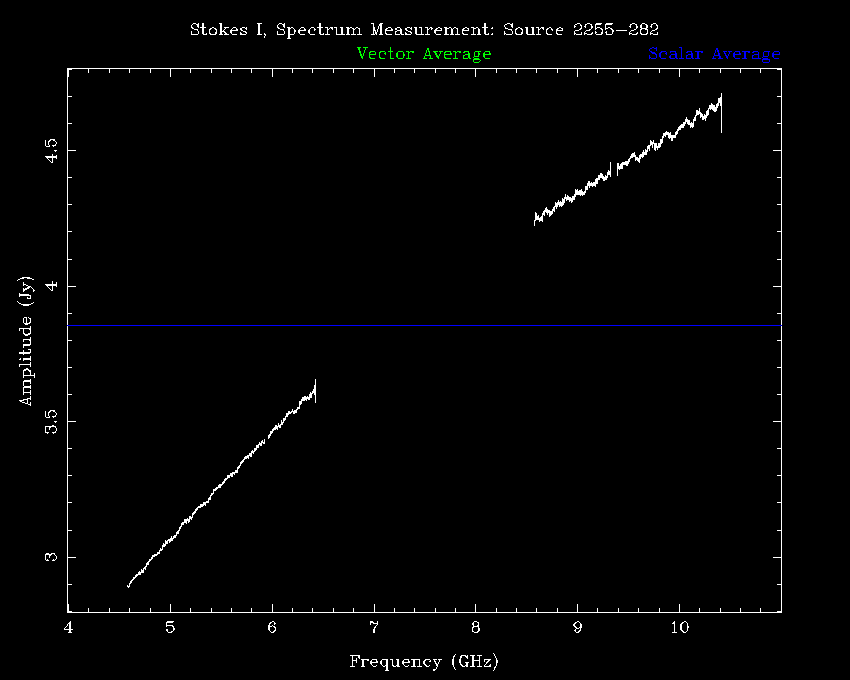 Stokes I, Spectrum Measurement: Source 2255−282
Vector Average
Scalar Average
4.5
4
3.5
3
Amplitude (Jy)
4 5 6 7 8 9 10
Frequency (GHz)